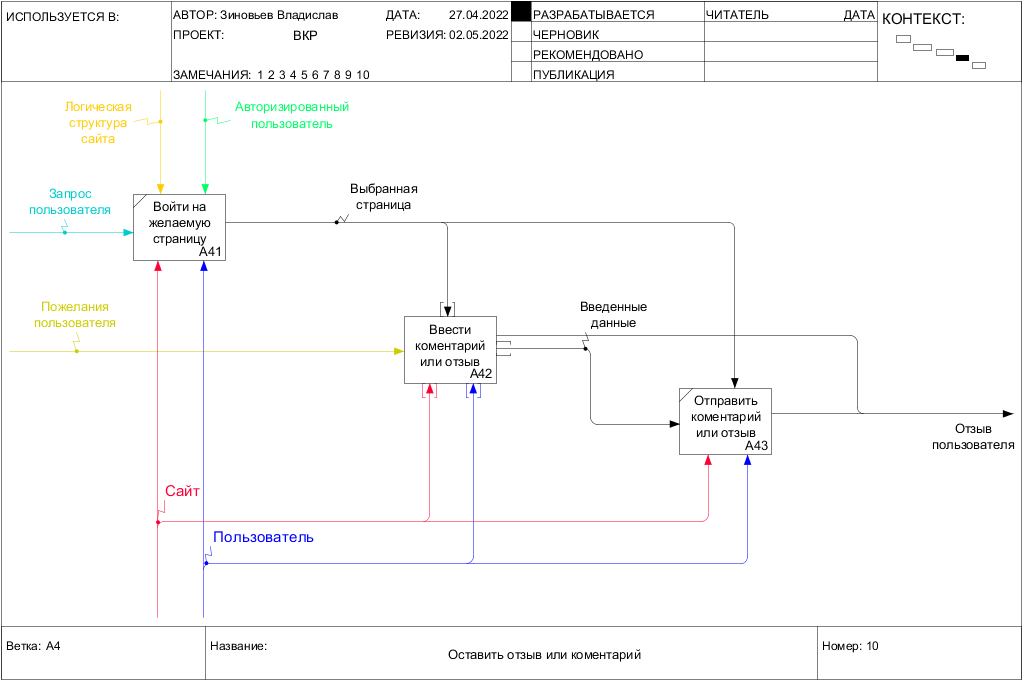 ИСПОЛЬЗУЕТСЯ В:
АВТОР: Зиновьев Владислав
ДАТА: 27.04.2022
ПРОЕКТ: ВКР
РЕВИЗИЯ: 02.05.2022
ЗАМЕЧАНИЯ: 1 2 3 4 5 6 7 8 9 10
РАЗРАБАТЫВАЕТСЯ
ЧЕРНОВИК
РЕКОМЕНДОВАНО
ПУБЛИКАЦИЯ
ЧИТАТЕЛЬ ДАТА
КОНТЕКСТ:
Логическая
структура
сайта
Авторизированный
пользователь
Запрос
пользователя
Войти на
желаемую
страницу
A41
Выбранная
страница
Пожелания
пользователя
Ввести
коментарий
или отзыв
A42
Введенные
данные
Отправить
коментарий
или отзыв
A43
Отзыв
пользователя
Сайт
Пользователь
Ветка: A4
Название:
Оставить отзыв или коментарий
Номер: 10